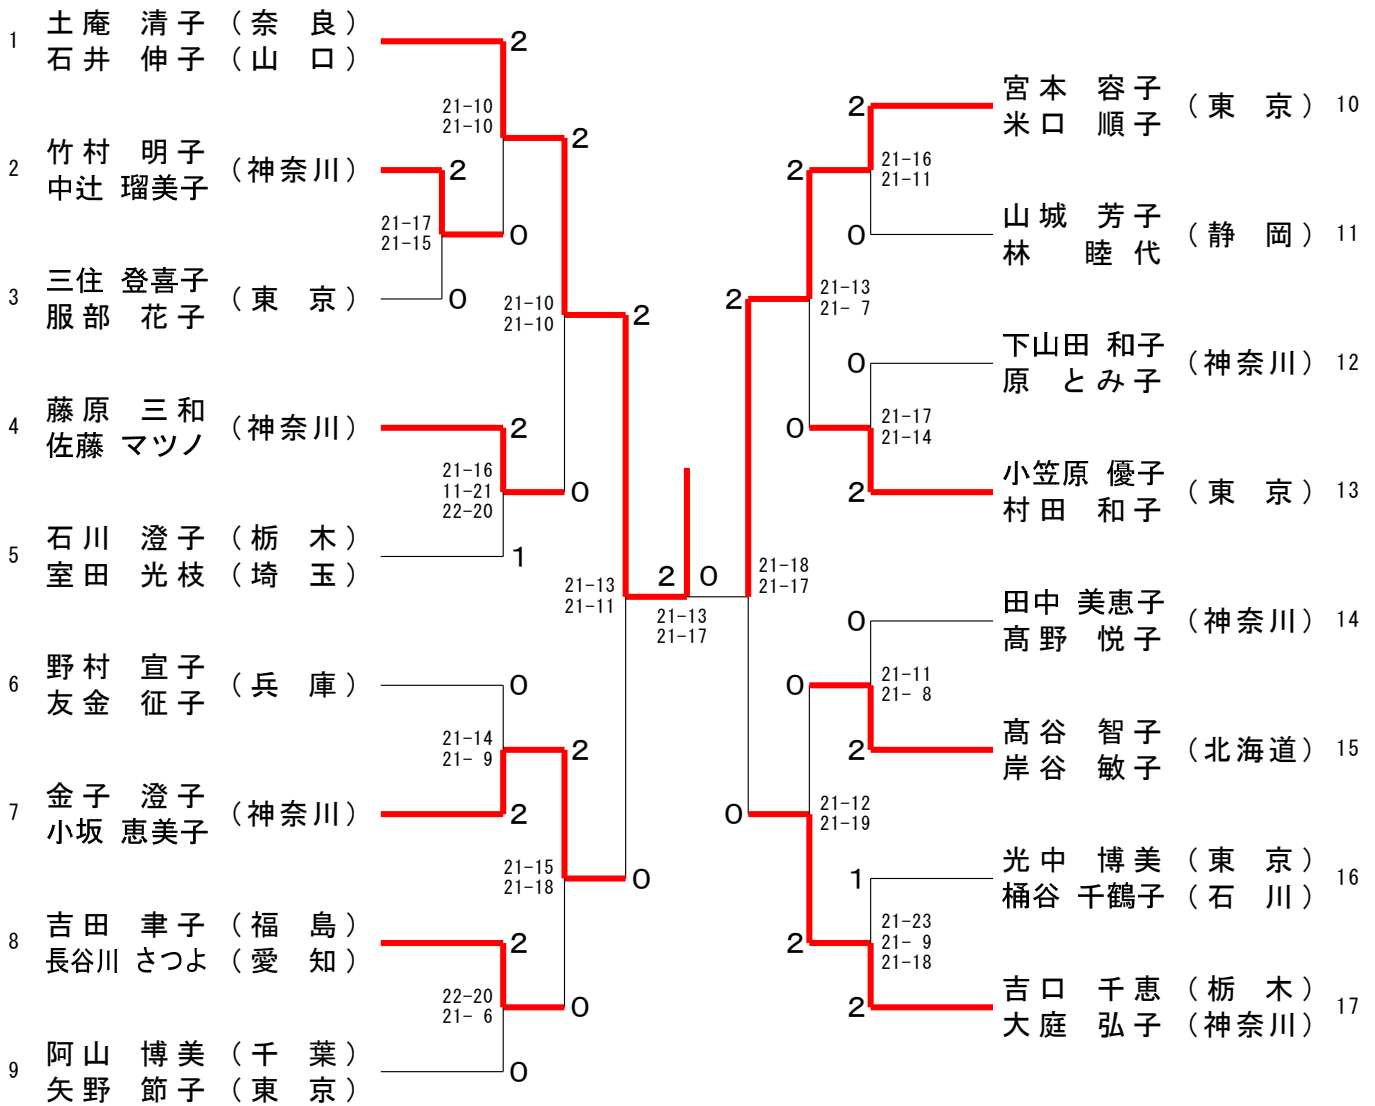 1 土庵 清子 (奈良)
石井 伸子 (山口)
2
21-10
21-10
2
2 竹村 明子
中辻 瑠美子 (神奈川)
2
21-17
21-15
0
3 三住 登喜子
服部 花子 (東京)
0
21-10
21-10
2
4 藤原 三和
佐藤 マツノ (神奈川)
2
21-16
11-21
22-20
0
5 石川 澄子 (栃木)
室田 光枝 (埼玉)
1
21-13
21-11
2 0
21-13
21-17
6 野村 宣子
友金 征子 (兵庫)
0
21-14
21- 9
2
7 金子 澄子
小坂 恵美子 (神奈川)
2
21-15
21-18
0
8 吉田 聿子 (福島)
長谷川 さつよ (愛知)
2
22-20
21- 6
0
9 阿山 博美 (千葉)
矢野 節子 (東京)
0
宮本 容子
米口 順子 (東京) 10
2
21-16
21-11
2
山城 芳子
林 睦代 (静岡) 11
0
21-13
21- 7
2
下山田 和子
原 とみ子 (神奈川) 12
0
21-17
21-14
0
小笠原 優子
村田 和子 (東京) 13
2
21-18
21-17
田中 美恵子
髙野 悦子 (神奈川) 14
0
21-11
21- 8
0
髙谷 智子
岸谷 敏子 (北海道) 15
2
21-12
21-19
0
光中 博美 (東京)
桶谷 千鶴子 (石川) 16
1
21-23
21- 9
21-18
2
吉口 千恵 (栃木)
大庭 弘子 (神奈川) 17
2